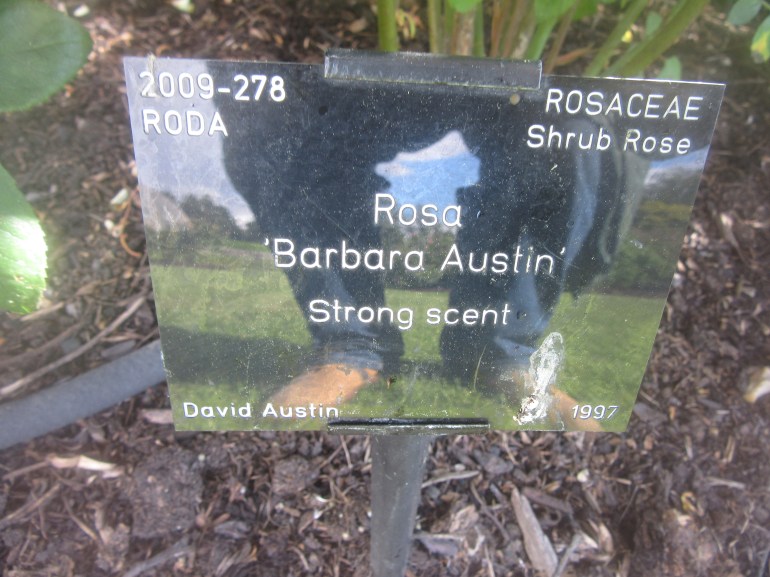 2009-278
RODA
ROSACEAE
Shrub Rose
Rosa
'Barbara Austin'
Strong scent
David Austin
1997